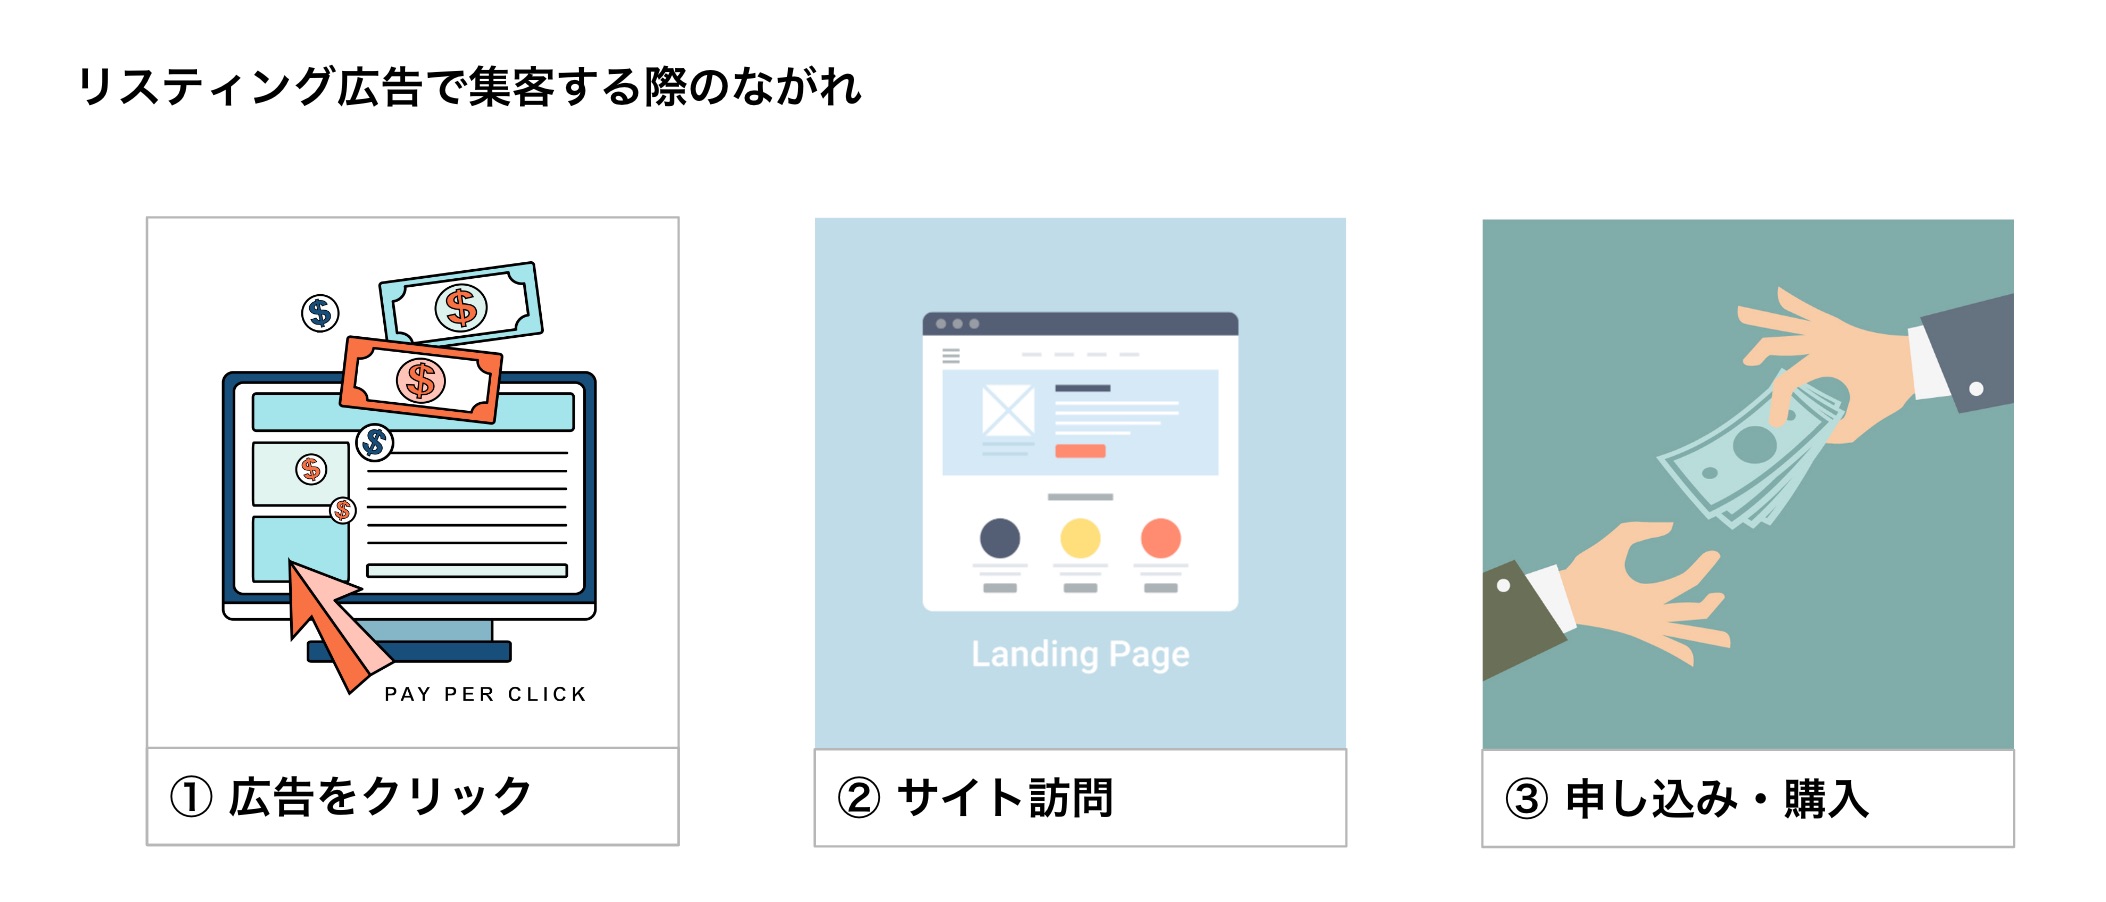 リスティング広告で集客する際のながれ
$
$
$
$
$
$
PAY PER CLICK
① 広告をクリック
Landing Page
② サイト訪問
③ 申し込み・購入